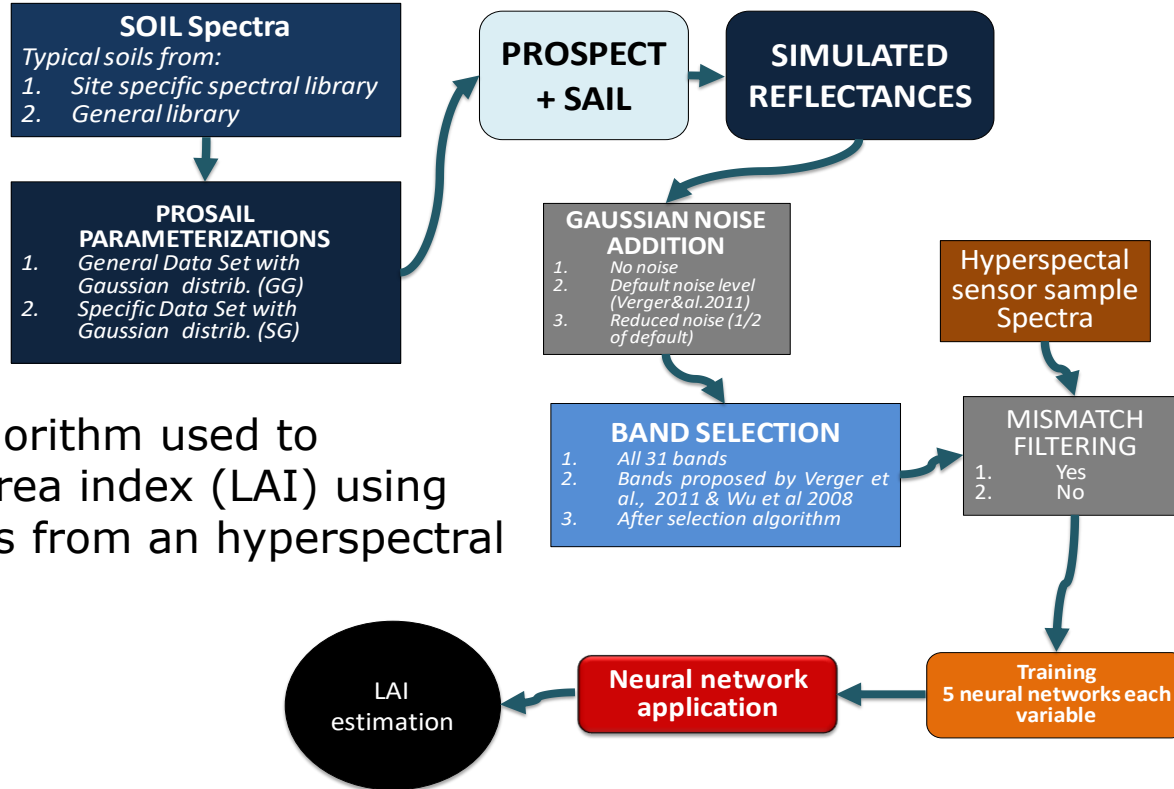 SOIL Spectra
Typical soils from:
1. Site specific spectral library
2. General library
PROSPECT
+ SAIL
SIMULATED
REFLECTANCES
PROSAIL
PARAMETERIZATIONS
1. General Data Set with
Gaussian distrib. (GG)
2. Specific Data Set with
Gaussian distrib. (SG)
GAUSSIAN NOISE
ADDITION
1. No noise
2. Default noise level
(Verger&al.2011)
3. Reduced noise (1/2
of default)
Hyperspectal
sensor sample
Spectra
orithm used to
rea index (LAI) using
s from an hyperspectral
BAND SELECTION
1. All 31 bands
2. Bands proposed by Verger et
al., 2011 & Wu et al 2008
3. After selection algorithm
MISMATCH
FILTERING
1. Yes
2. No
LAI
estimation
Neural network
application
Training
5 neural networks each
variable